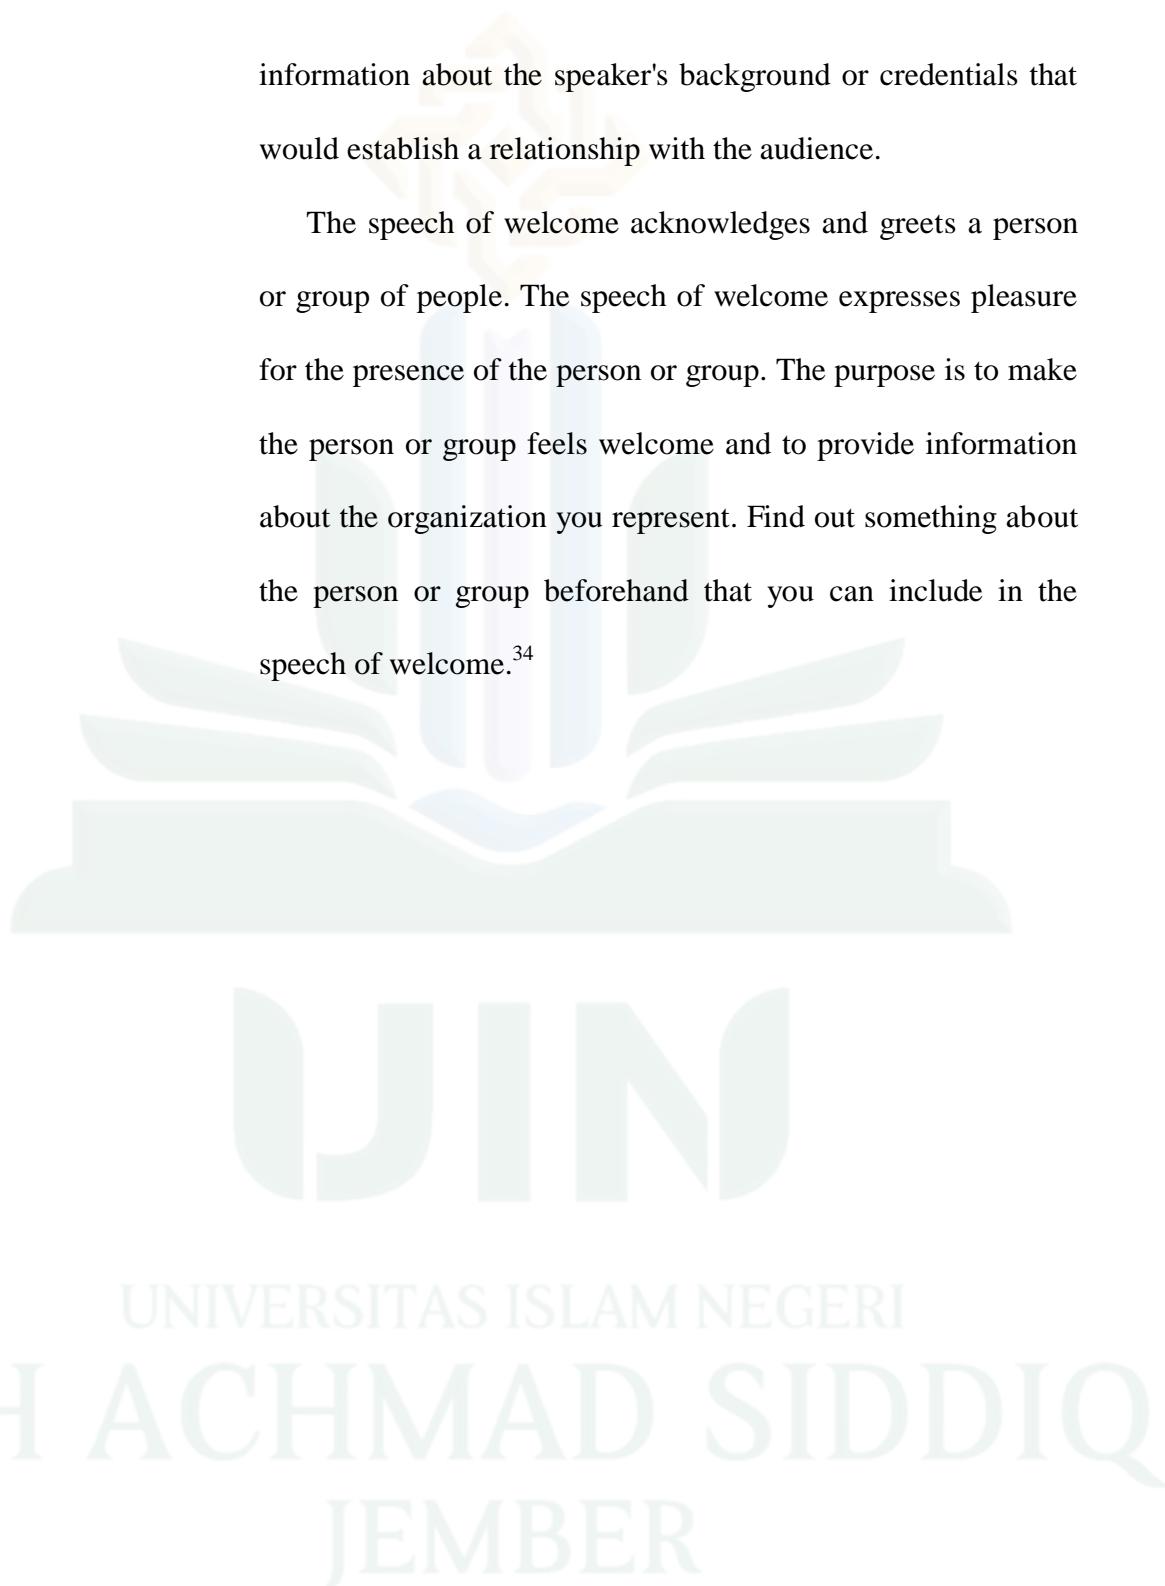 information about the speaker's background or credentials that
would establish a relationship with the audience.
The speech of welcome acknowledges and greets a person
or group of people. The speech of welcome expresses pleasure
for the presence of the person or group. The purpose is to make
the person or group feels welcome and to provide information
about the organization you represent. Find out something about
the person or group beforehand that you can include in the
speech of welcome.34
UIN
UNIVERSITAS ISLAM NEGERI
H ACHMAD SIDDIQ
JEMBER